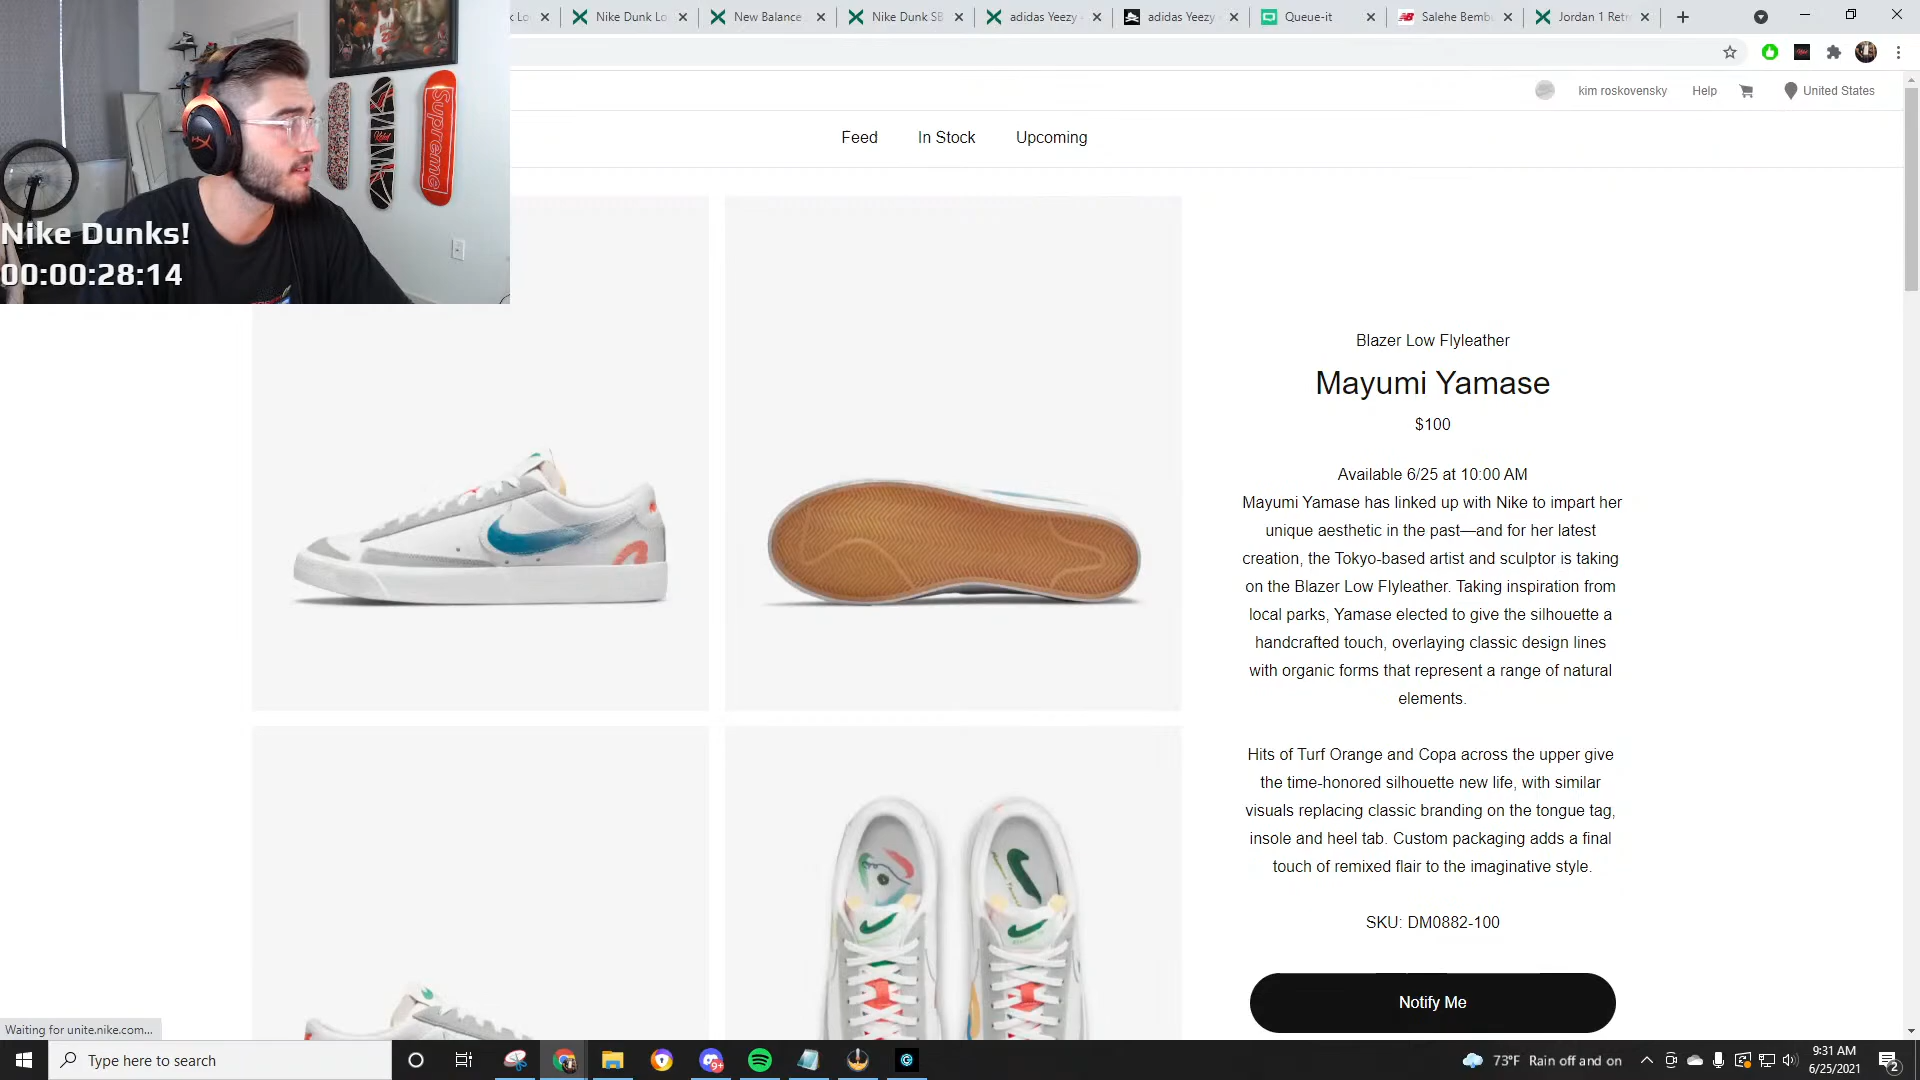 k Lo
Nike Dunk Lo
New Balance
Nike Dunk SB
adidas Yeezy
adidas Yeezy
Queue-it
Salehe Bemb
Jordan 1 Retr
kim roskovensky
Help
United States
Feed
In Stock
Upcoming
Supreme
Nike Dunks!
00:00:28:14
Blazer Low Flyleather
Mayumi Yamase
$100
Available 6/25 at 10:00 AM
Mayumi Yamase has linked up with Nike to impart her
unique aesthetic in the past—and for her latest
creation, the Tokyo-based artist and sculptor is taking
on the Blazer Low Flyleather. Taking inspiration from
local parks, Yamase elected to give the silhouette a
handcrafted touch, overlaying classic design lines
with organic forms that represent a range of natural
elements.
Hits of Turf Orange and Copa across the upper give
the time-honored silhouette new life, with similar
visuals replacing classic branding on the tongue tag,
insole and heel tab. Custom packaging adds a final
touch of remixed flair to the imaginative style.
SKU: DM0882-100
Notify Me
Waiting for unite.nike.com...
Type here to search
9+
73°F Rain off and on
9:31 AM
6/25/2021
2